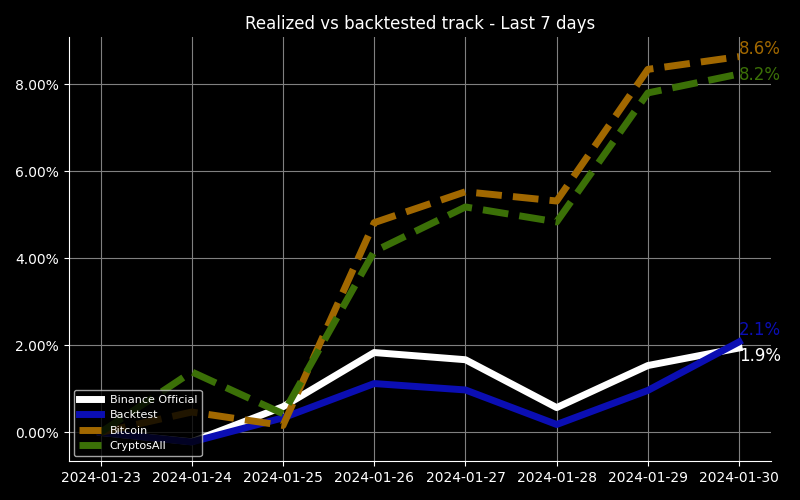 Realized vs backtested track - Last 7 days
8.6%
8.2%
8.00%
6.00%
4.00%
2.00%
0.00%
2.1%
1.9%
Binance Official
Backtest
Bitcoin
CryptosAll
2024-01-23 2024-01-24 2024-01-25 2024-01-26 2024-01-27 2024-01-28 2024-01-29 2024-01-30